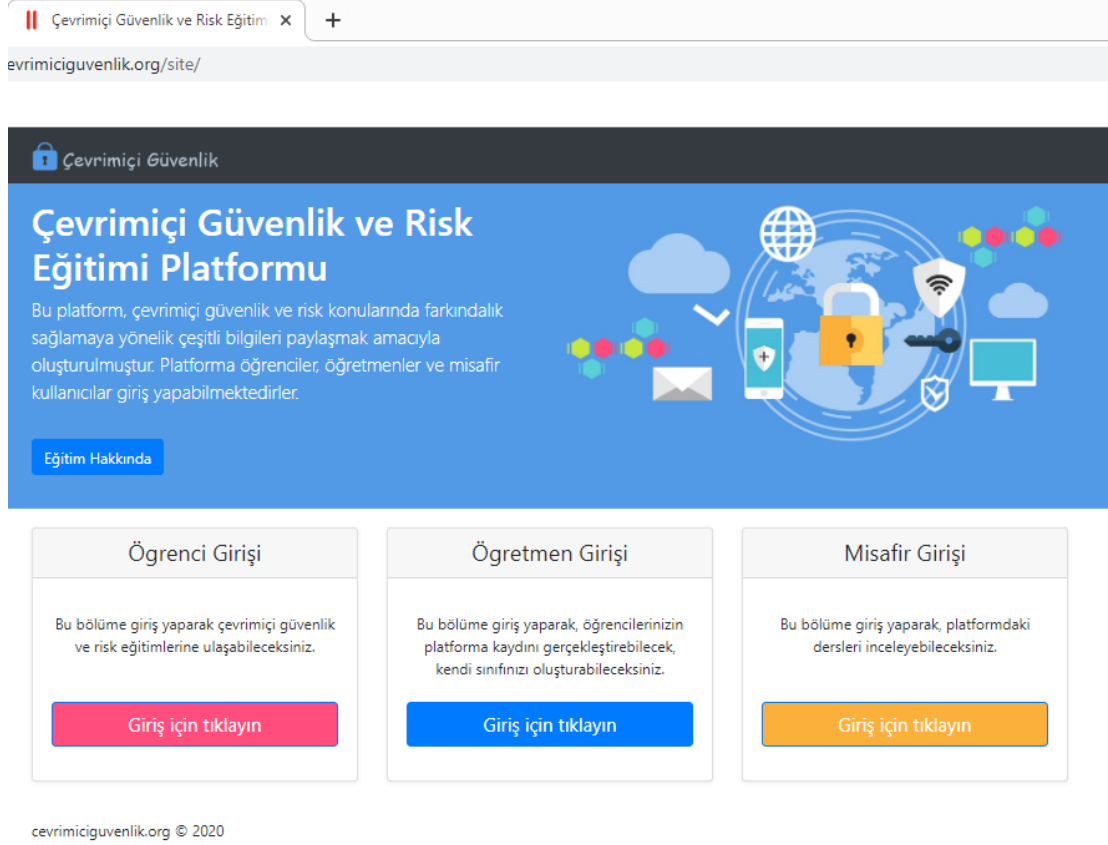 Çevrimiçi Güvenlik ve Risk Eğitim
evrimiciguvenlik.org/site/
Çevrimiçi Güvenlik
Çevrimiçi Güvenlik ve Risk
Eğitimi Platformu
Bu platform, çevrimiçi güvenlik ve risk konularında farkındalık
sağlamaya yönelik çeşitli bilgileri paylaşmak amacıyla
oluşturulmuştur. Platforma öğrenciler, öğretmenler ve misafir
kullanıcılar giriş yapabilmektedirler.
Eğitim Hakkında
Ögrenci Girişi
Bu bölüme giriş yaparak çevrimiçi güvenlik
ve risk eğitimlerine ulaşabileceksiniz.
Giriş için tıklayın
Ögretmen Girişi
Bu bölüme giriş yaparak, öğrencilerinizin
platforma kaydını gerçekleştirebilecek,
kendi sınıfınızı oluşturabileceksiniz.
Giriş için tıklayın
Misafir Girişi
Bu bölüme giriş yaparak, platformdaki
dersleri inceleyebileceksiniz.
Giriş için tıklayın
cevrimiciguvenlik.org © 2020